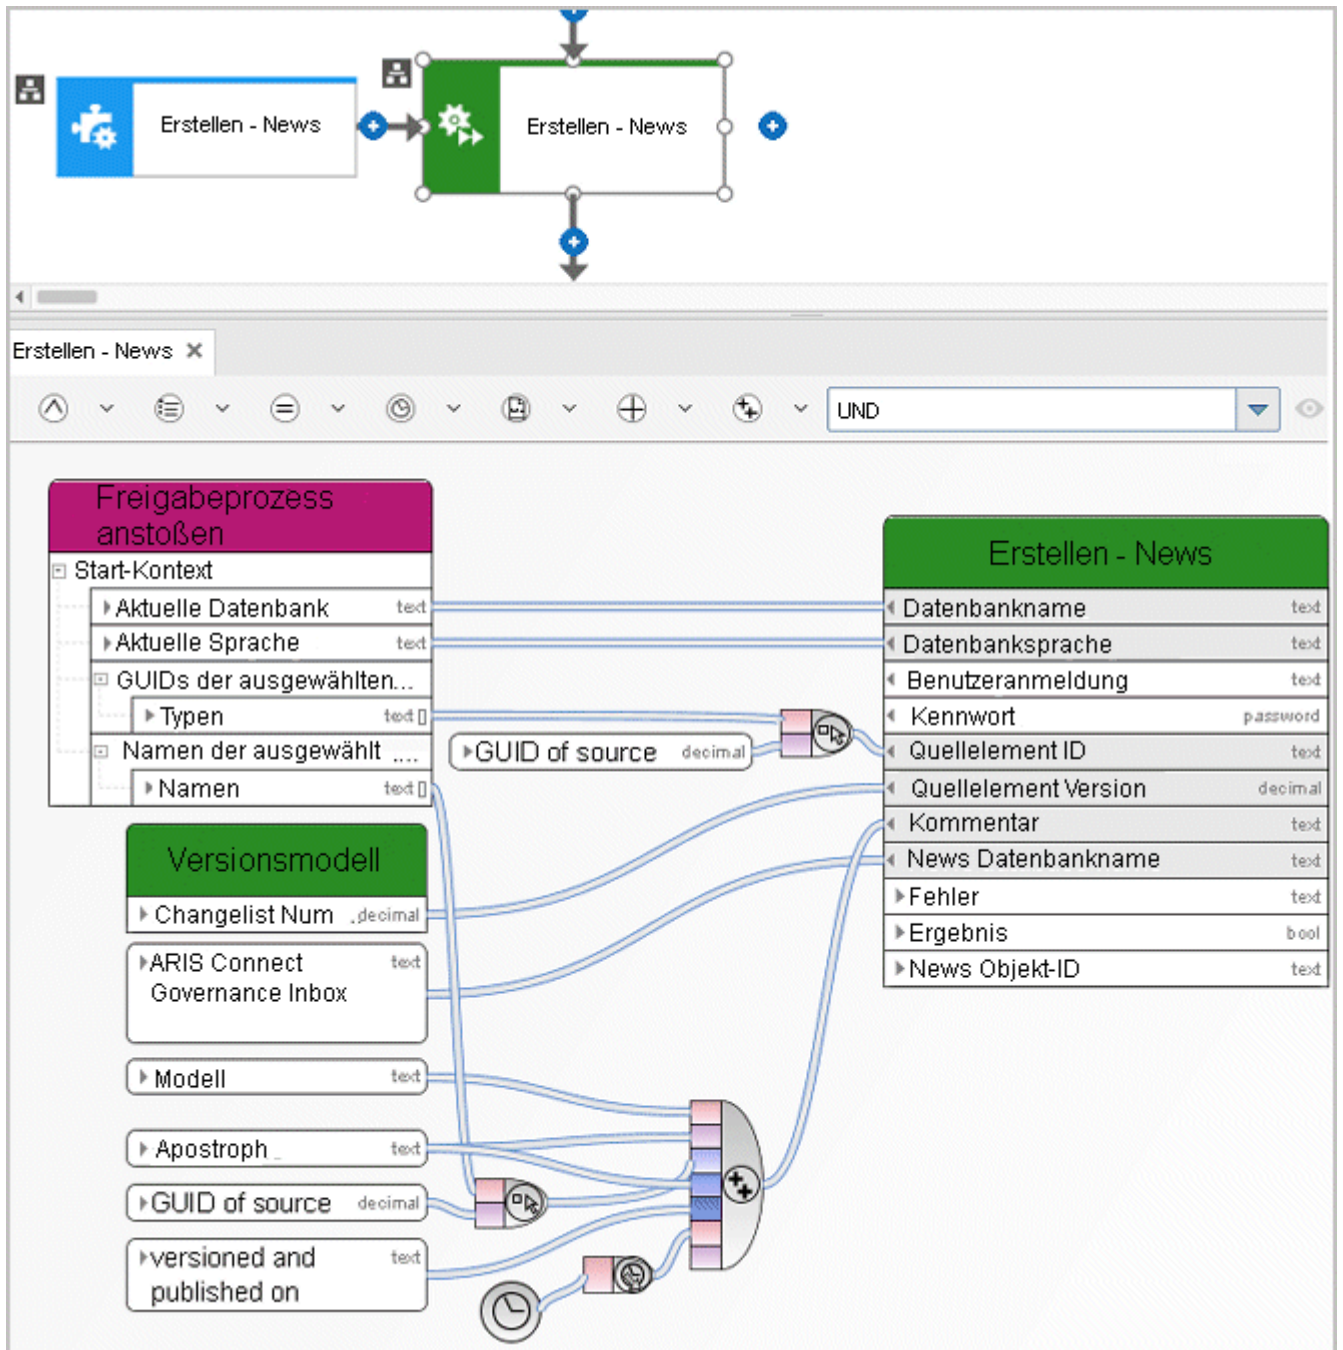 Erstellen - News
Erstellen - News
Erstellen - News
UND
Freigabeprozess
anstoßen
Start-Kontext
Aktuelle Datenbank text
Aktuelle Sprache text
GUIDs der ausgewählten...
Typen text []
Namen der ausgewählt ....
Namen text []
GUID of source decimal
Erstellen - News
Datenbankname text
Datenbanksprache text
Benutzeranmeldung text
Kennwort password
Quellelement ID text
Quellelement Version decimal
Kommentar text
News Datenbankname text
Fehler text
Ergebnis bool
News Objekt-ID text
Versionsmodell
Changelist Num .decimal
ARIS Connect text
Governance Inbox
Modell text
Apostroph text
GUID of source decimal
versioned and text
published on